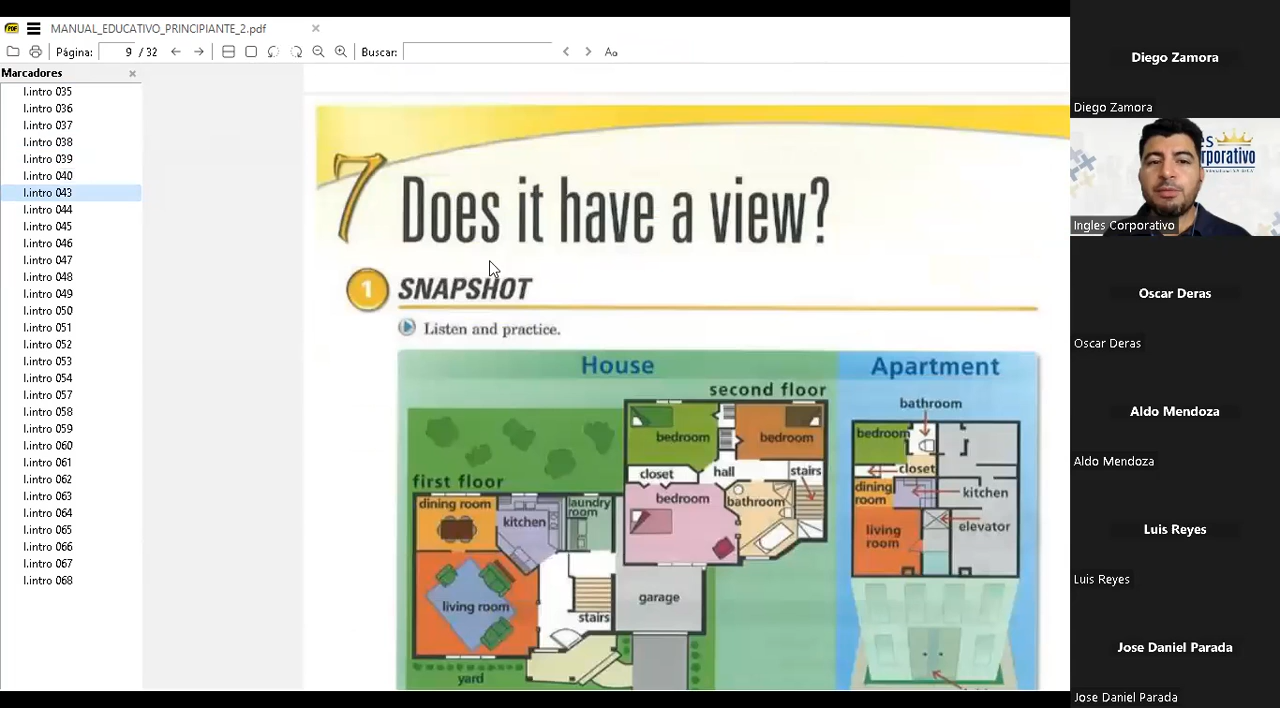 MANUAL_EDUCATIVO_PRINCIPIANTE_2.pdf
Página: 9 / 32 Buscar:
Marcadores
I.intro 035
I.intro 036
I.intro 037
I.intro 038
I.intro 039
I.intro 040
I.intro 043
I.intro 044
I.intro 045
I.intro 046
I.intro 047
I.intro 048
I.intro 049
I.intro 050
I.intro 051
I.intro 052
I.intro 053
I.intro 054
I.intro 057
I.intro 058
I.intro 059
I.intro 060
I.intro 061
I.intro 062
I.intro 063
I.intro 064
I.intro 065
I.intro 066
I.intro 067
I.intro 068
7 Does it have a view?
1 SNAPSHOT
Listen and practice.
House
second floor
bedroom
bedroom
closet
hall
stairs
bedroom
bathroom
first floor
dining room
kitchen
laundry
room
living room
stairs
garage
yard
Apartment
bathroom
bedroom
closet
dining
room
kitchen
living
room
elevator
Diego Zamora
Diego Zamora
Ingles Corporativo
Oscar Deras
Oscar Deras
Aldo Mendoza
Aldo Mendoza
Luis Reyes
Luis Reyes
Jose Daniel Parada
Jose Daniel Parada